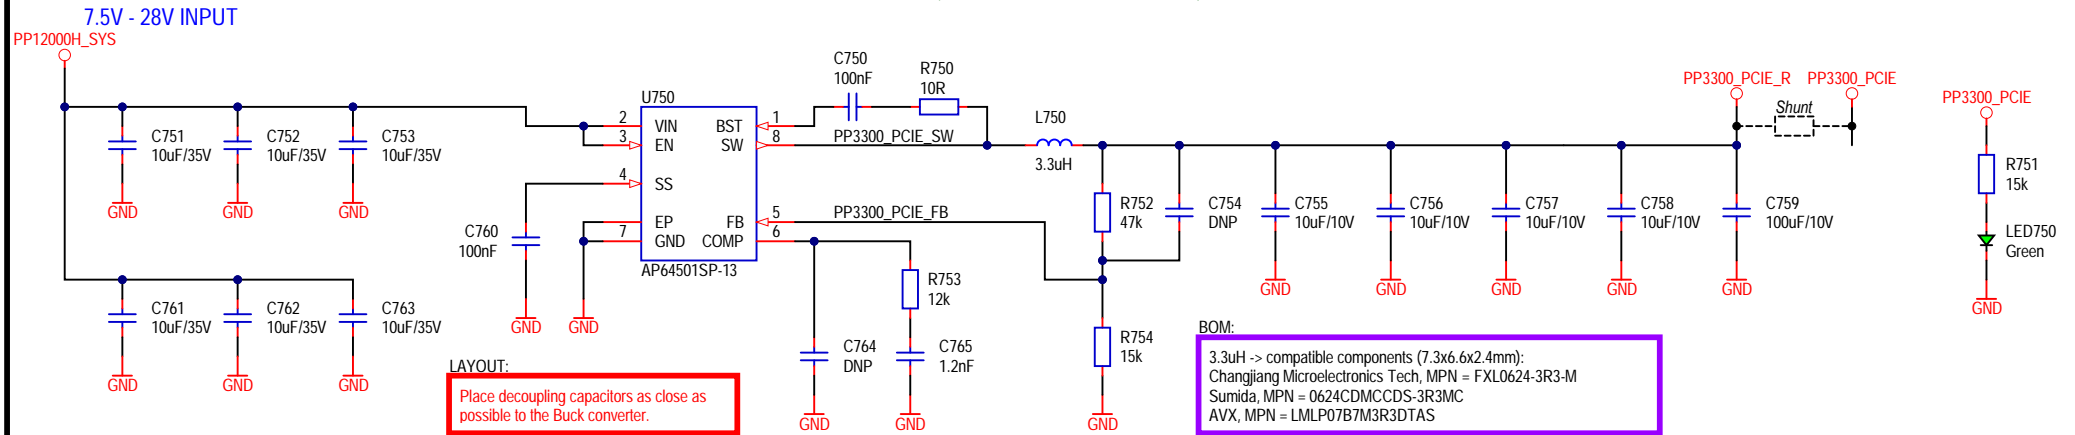 7.5V - 28V INPUT
PP12000H_SYS
C751
10uF/35V
C752
10uF/35V
C753
10uF/35V
GND
GND
GND
C761
10uF/35V
C762
10uF/35V
C763
10uF/35V
GND
GND
GND
C760
100nF
GND
GND
U750
2
VIN
3
EN
4
SS
EP
7
GND
BST
1
SW
8
FB
5
COMP
6
AP64501SP-13
C750
100nF
R750
10R
PP3300_PCIE_SW
PP3300_PCIE_FB
L750
3.3uH
R752
47k
C754
DNP
C755
10uF/10V
C756
10uF/10V
C757
10uF/10V
C758
10uF/10V
C759
100uF/10V
GND
GND
GND
GND
GND
PP3300_PCIE_R
PP3300_PCIE
Shunt
PP3300_PCIE
R751
15k
LED750
Green
GND
R753
12k
C764
DNP
C765
1.2nF
GND
GND
R754
15k
GND
LAYOUT:
Place decoupling capacitors as close as
possible to the Buck converter.
BOM:
3.3uH -> compatible components (7.3x6.6x2.4mm):
Changjiang Microelectronics Tech, MPN = FXL0624-3R3-M
Sumida, MPN = 0624CDMCCDS-3R3MC
AVX, MPN = LMLP07B7M3R3DTAS